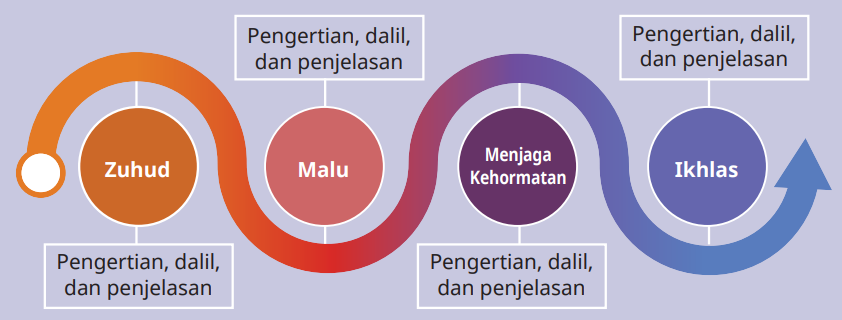 Pengertian, dalil,
dan penjelasan
Pengertian, dalil,
dan penjelasan
Zuhud
Malu
Menjaga
Kehormatan
Ikhlas
Pengertian, dalil,
dan penjelasan
Pengertian, dalil,
dan penjelasan